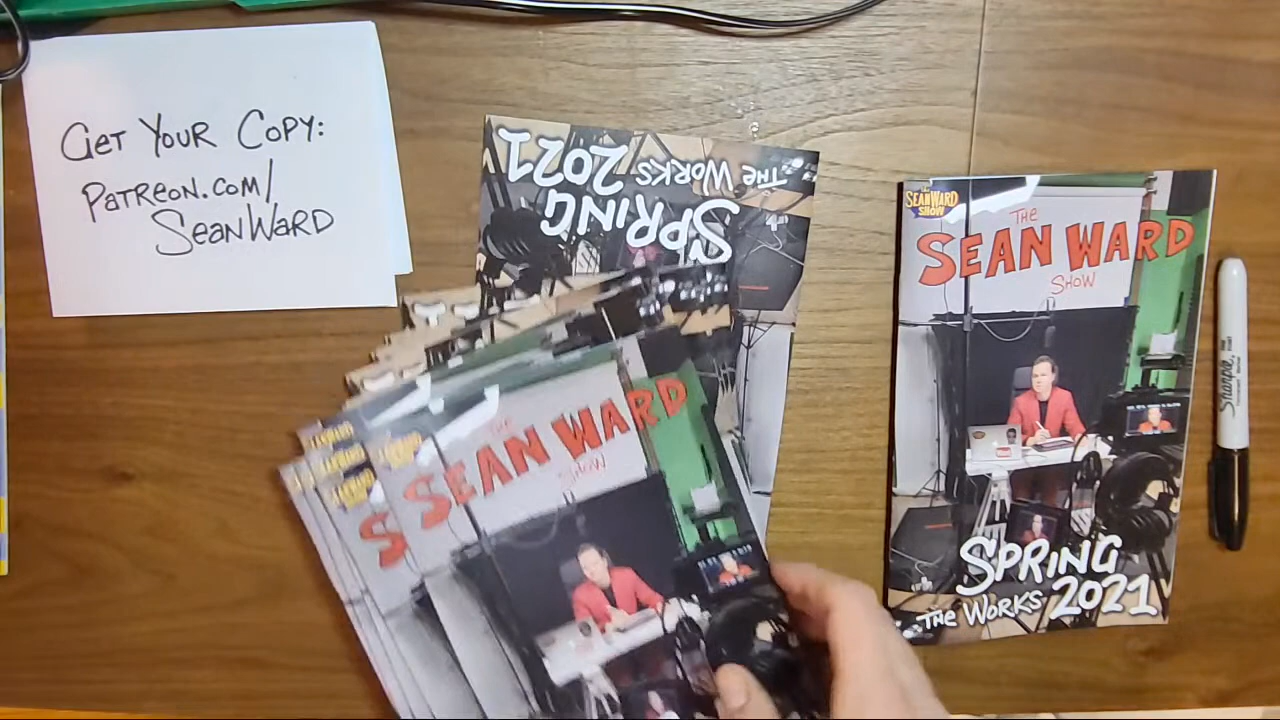 GET YOUR COPY:
PATREON.COM/
SEANWARD
SPRING
THE WORKS 2021
SEAN WARD
SHOW
THE
SEAN WARD
SHOW
SPRING
THE WORKS 2021
Sharpie
THE
SEAN WARD
SHOW
S